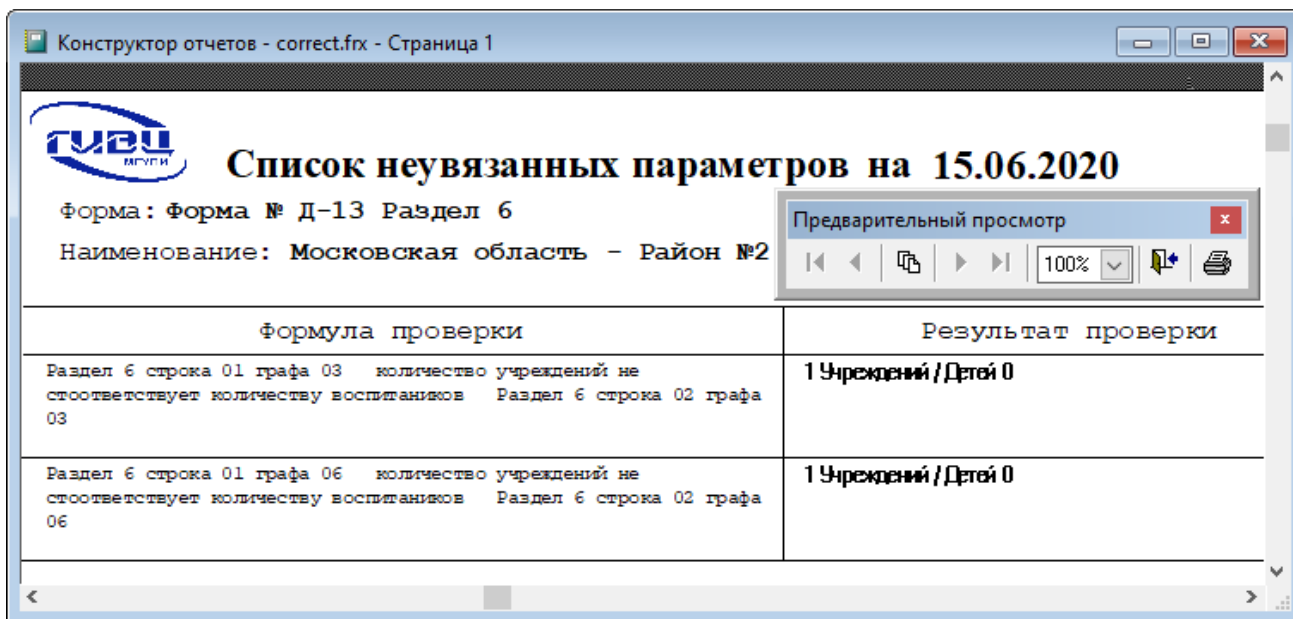 Конструктор отчетов - correct.frx - Страница 1
ГИВЦ
МГУПИ
Список неувязанных параметров на 15.06.2020
Форма: Форма № Д-13 Раздел 6
Наименование: Московская область - Район №2
Предварительный просмотр
100%
Формула проверки
Результат проверки
Раздел 6 строка 01 графа 03 количество учреждений не
стоответствует количеству воспитаников Раздел 6 строка 02 графа
03
1 Учреждений / Детей 0
Раздел 6 строка 01 графа 06 количество учреждений не
стоответствует количеству воспитаников Раздел 6 строка 02 графа
06
1 Учреждений / Детей 0